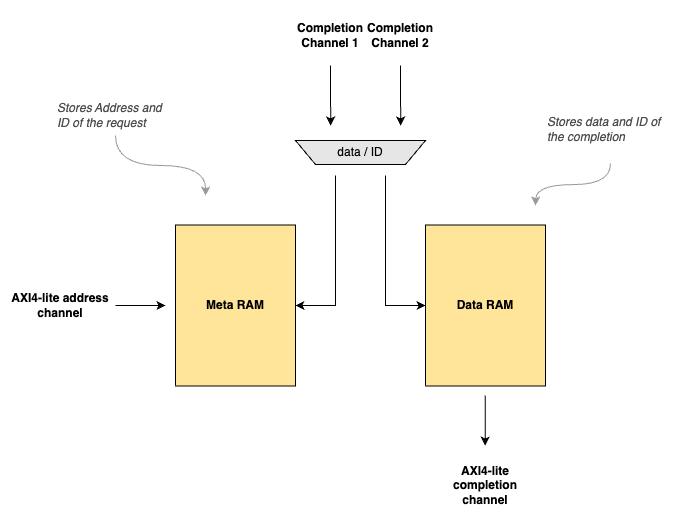 Completion
Channel 1
Completion
Channel 2
Stores Address and
ID of the request
Stores data and ID of
the completion
data / ID
AXI4-lite address
channel
Meta RAM
Data RAM
AXI4-lite
completion
channel